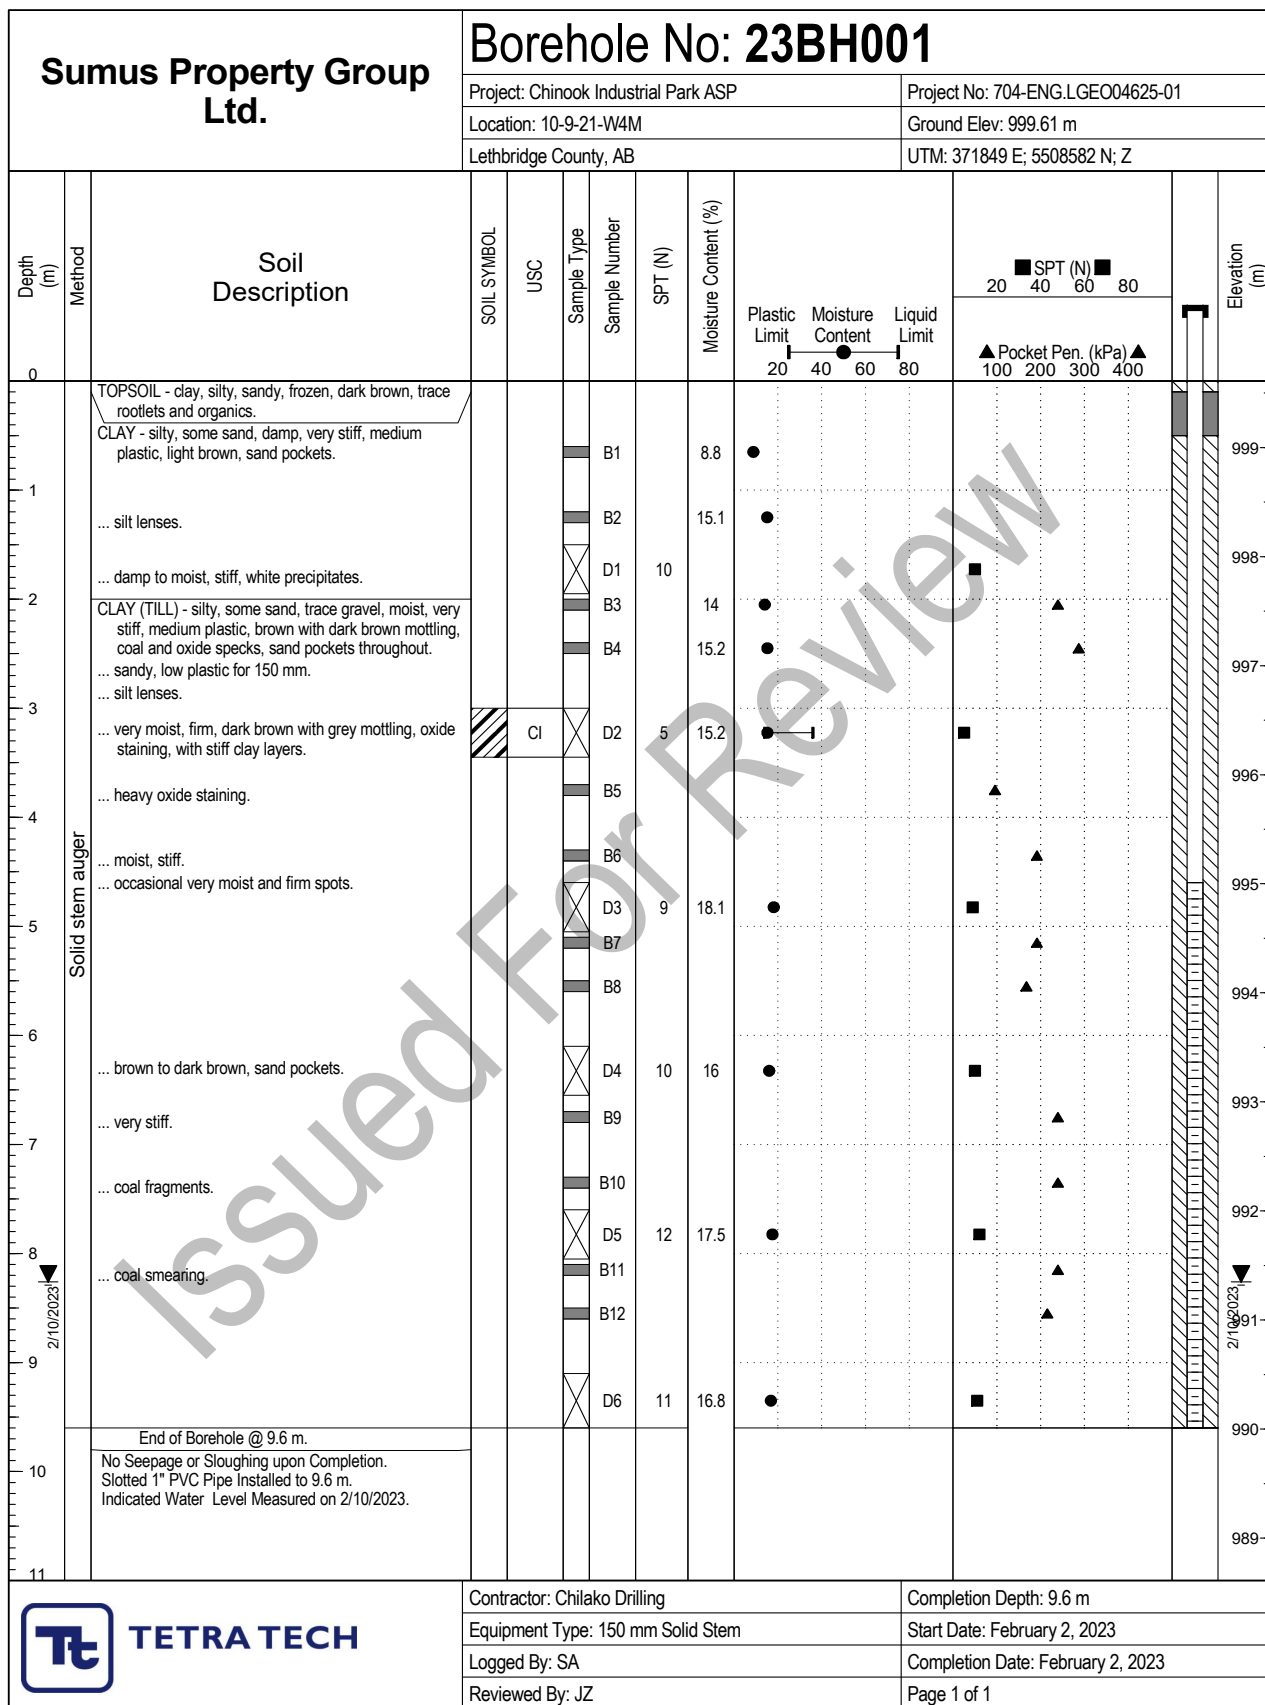 Sumus Property Group
Ltd.
Borehole No: 23BH001
Project: Chinook Industrial Park ASP
Project No: 704-ENG.LGEO04625-01
Location: 10-9-21-W4M
Ground Elev: 999.61 m
Lethbridge County, AB
UTM: 371849 E; 5508582 N; Z
Depth
(m)
Method
Soil
Description
SOIL SYMBOL
USC
Sample Type
Sample Number
SPT (N)
Moisture Content (%)
Plastic
Limit
Moisture
Content
Liquid
Limit
20 40 60 80
SPT (N)
20 40 60 80
Pocket Pen. (kPa)
100 200 300 400
Elevation
(m)
0
TOPSOIL - clay, silty, sandy, frozen, dark brown, trace
rootlets and organics.
CLAY - silty, some sand, damp, very stiff, medium
plastic, light brown, sand pockets.
B1 8.8
999
1
... silt lenses.
B2 15.1
998
... damp to moist, stiff, white precipitates.
D1 10
2
CLAY (TILL) - silty, some sand, trace gravel, moist, very
stiff, medium plastic, brown with dark brown mottling,
coal and oxide specks, sand pockets throughout.
B3 14
B4 15.2
997
... sandy, low plastic for 150 mm.
... silt lenses.
3
... very moist, firm, dark brown with grey mottling, oxide
staining, with stiff clay layers.
CI D2 5 15.2
996
... heavy oxide staining.
B5
4
... moist, stiff.
B6
... occasional very moist and firm spots.
995
D3 9 18.1
5
B7
B8
994
6
... brown to dark brown, sand pockets.
D4 10 16
993
... very stiff.
B9
7
... coal fragments.
B10
992
D5 12 17.5
8
... coal smearing.
B11
2/10/2023
B12
991
2/10/2023
9
D6 11 16.8
Solid stem auger
End of Borehole @ 9.6 m.
990
No Seepage or Sloughing upon Completion.
Slotted 1" PVC Pipe Installed to 9.6 m.
Indicated Water Level Measured on 2/10/2023.
10
989
11
Issued For Review
Tt
TETRA TECH
Contractor: Chilako Drilling
Completion Depth: 9.6 m
Equipment Type: 150 mm Solid Stem
Start Date: February 2, 2023
Logged By: SA
Completion Date: February 2, 2023
Reviewed By: JZ
Page 1 of 1